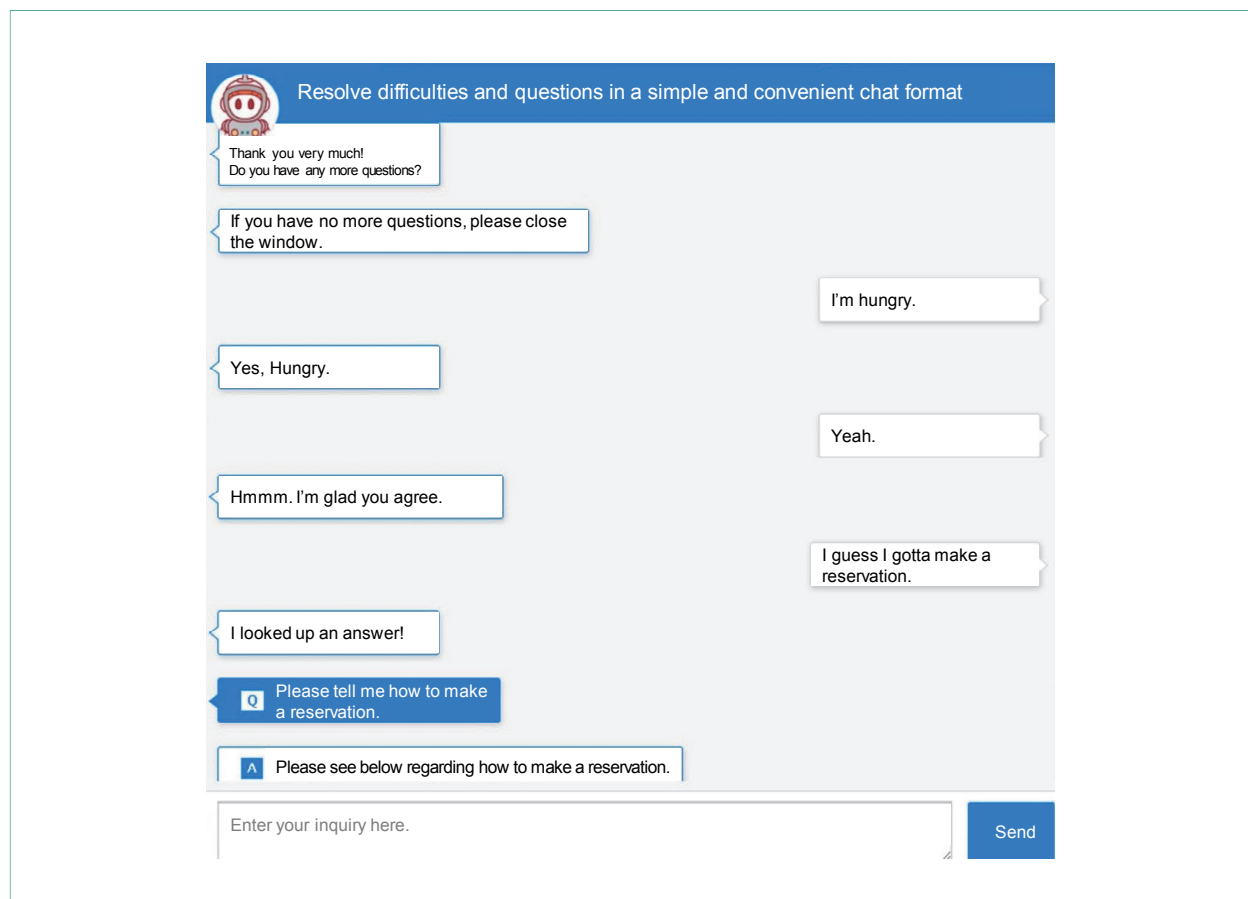 Resolve difficulties and questions in a simple and convenient chat format
Thank you very much!
Do you have any more questions?
If you have no more questions, please close
the window.
I'm hungry.
Yes, Hungry.
Yeah.
Hmmm. I'm glad you agree.
I guess I gotta make a
reservation.
I looked up an answer!
Q Please tell me how to make
a reservation.
A Please see below regarding how to make a reservation.
Enter your inquiry here.
Send